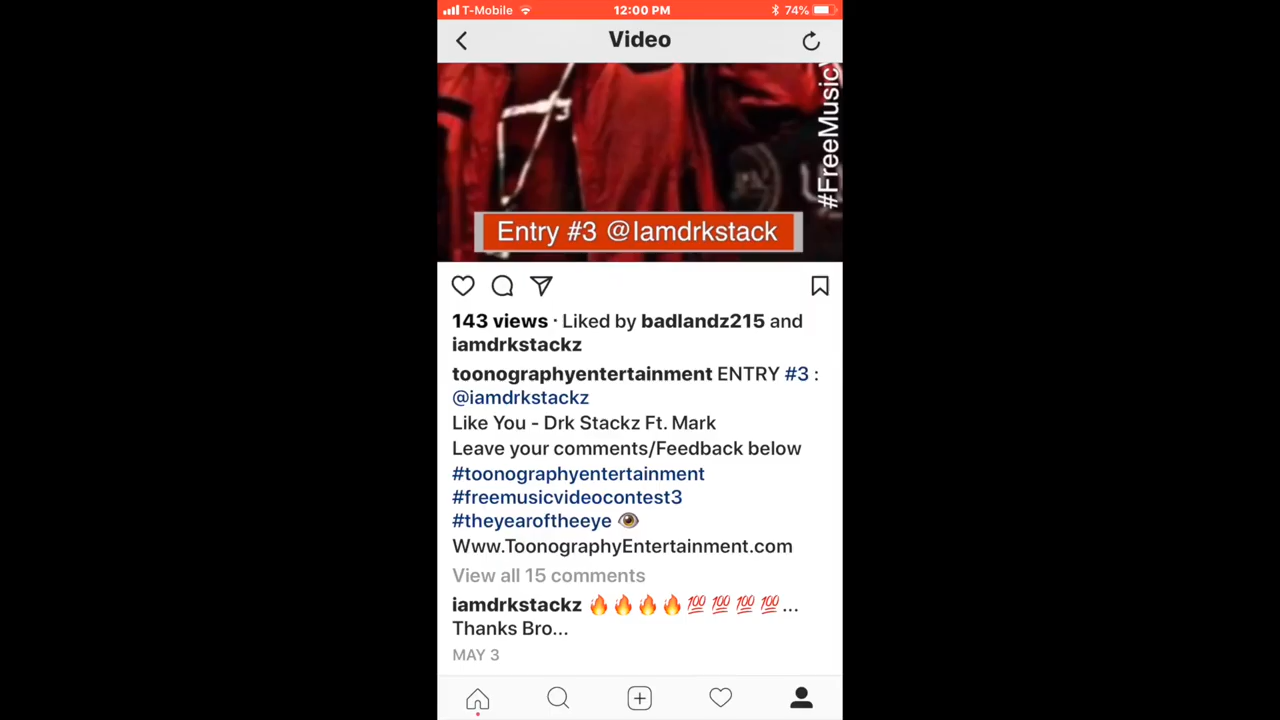 T-Mobile 12:00 PM 74%
Video
#FreeMusic
3
Entry #3 @Iamdrkstack
143 views · Liked by badlandz215 and
iamdrkstackz
toonographyentertainment ENTRY #3 :
@iamdrkstackz
Like You - Drk Stackz Ft. Mark
Leave your comments/Feedback below
#toonographyentertainment
#freemusicvideocontest3
#theyearoftheeye 👁
Www.ToonographyEntertainment.com
View all 15 comments
iamdrkstackz 🔥🔥🔥🔥💯💯💯💯...
Thanks Bro...
MAY 3